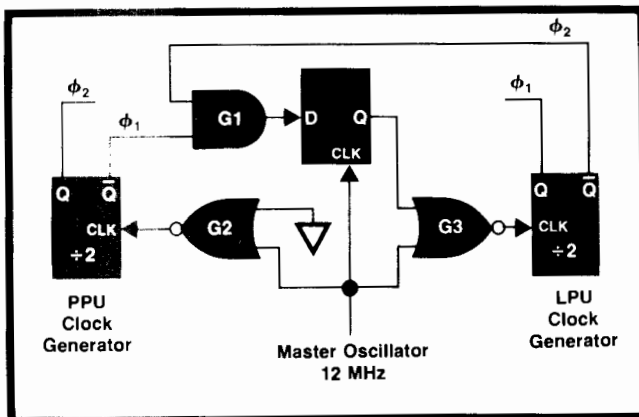 ϕ2
ϕ2
ϕ1
ϕ1
G1
D Q
CLK
Q Q̅
CLK
÷2
G2
G3
Q Q̅
CLK
÷2
PPU
Clock
Generator
Master Oscillator
12 MHz
LPU
Clock
Generator